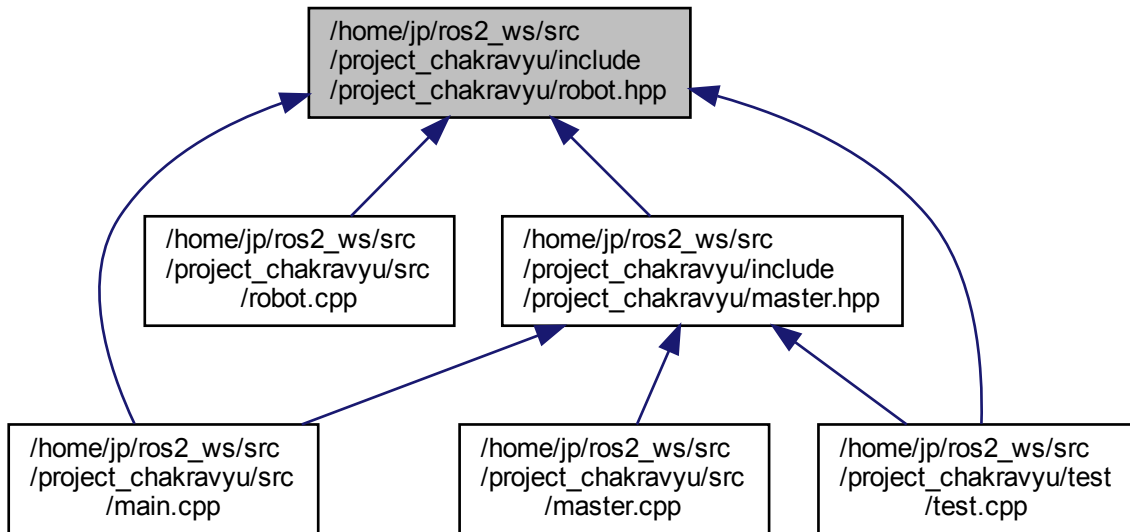 /home/jp/ros2_ws/src
/project_chakravyu/include
/project_chakravyu/robot.hpp
/home/jp/ros2_ws/src
/project_chakravyu/src
/robot.cpp
/home/jp/ros2_ws/src
/project_chakravyu/include
/project_chakravyu/master.hpp
/home/jp/ros2_ws/src
/project_chakravyu/src
/main.cpp
/home/jp/ros2_ws/src
/project_chakravyu/src
/master.cpp
/home/jp/ros2_ws/src
/project_chakravyu/test
/test.cpp